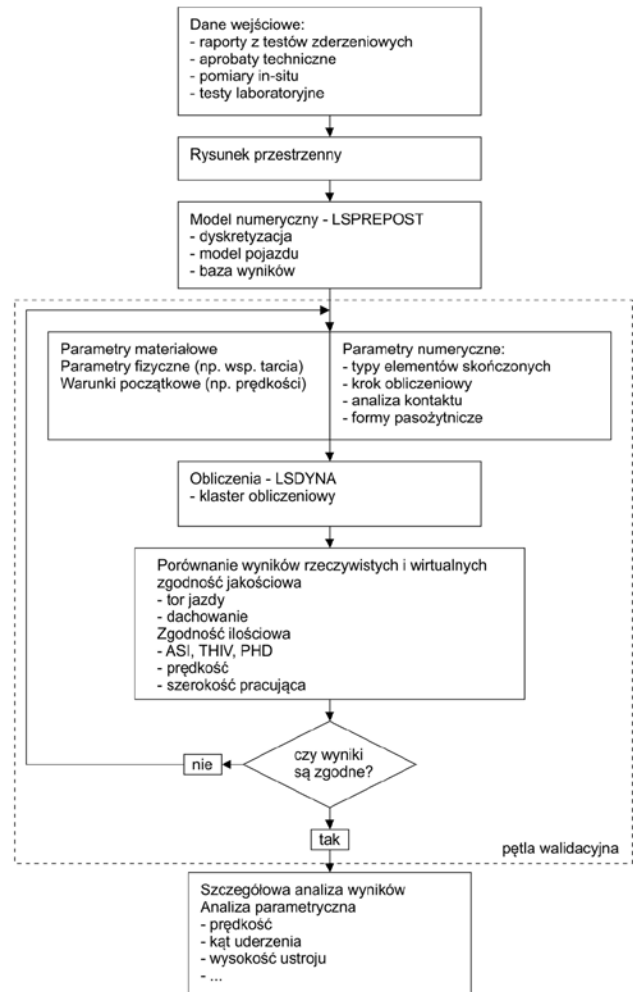 Dane wejściowe:
- raporty z testów zderzeniowych
- aprobaty techniczne
- pomiary in-situ
- testy laboratoryjne
Rysunek przestrzenny
Model numeryczny - LSPREPOST
- dyskretyzacja
- model pojazdu
- baza wyników
Parametry materiałowe
Parametry fizyczne (np. wsp. tarcia)
Warunki początkowe (np. prędkości)
Parametry numeryczne:
- typy elementów skończonych
- krok obliczeniowy
- analiza kontaktu
- formy pasożytnicze
Obliczenia - LSDYNA
- klaster obliczeniowy
Porównanie wyników rzeczywistych i wirtualnych
zgodność jakościowa
- tor jazdy
- dachowanie
Zgodność ilościowa
- ASI, THIV, PHD
- prędkość
- szerokość pracująca
czy wyniki
są zgodne?
nie
tak
pętla walidacyjna
Szczegółowa analiza wyników
Analiza parametryczna
- prędkość
- kąt uderzenia
- wysokość ustroju
- ...